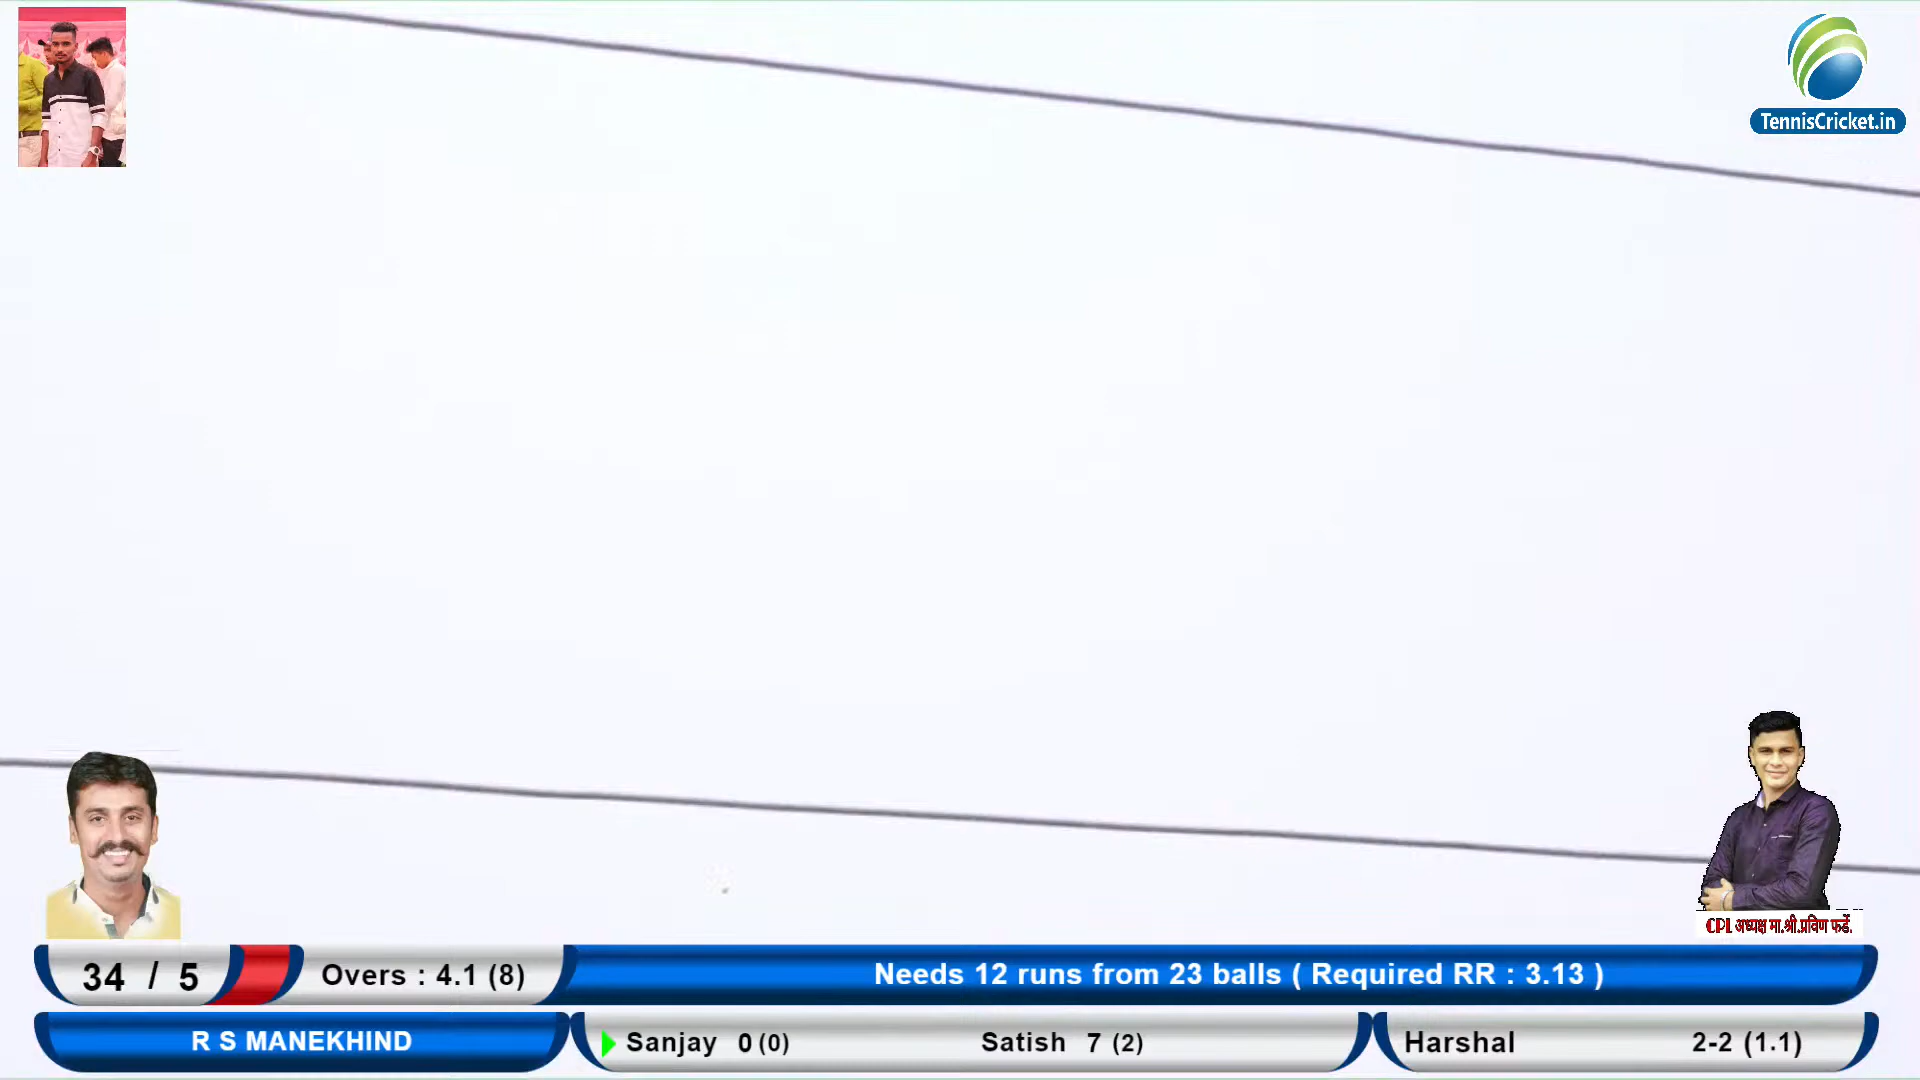 TennisCricket.in
CPL अध्यक्ष मा.श्री.प्रविण फर्डे.
34 / 5
Overs : 4.1 (8)
Needs 12 runs from 23 balls ( Required RR : 3.13 )
R S MANEKHIND
Sanjay 0 (0)
Satish 7 (2)
Harshal 2-2 (1.1)